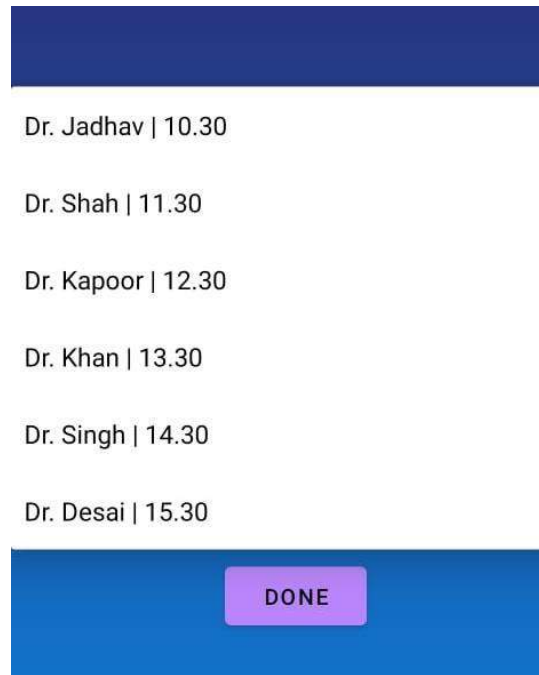 Dr. Jadhav | 10.30
Dr. Shah | 11.30
Dr. Kapoor | 12.30
Dr. Khan | 13.30
Dr. Singh | 14.30
Dr. Desai | 15.30
DONE